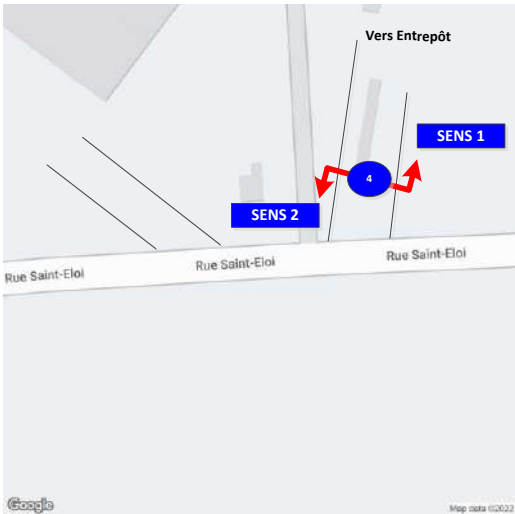 Vers Entrepôt
SENS 1
4
SENS 2
Rue Saint-Eloi
Rue Saint-Eloi
Rue Saint-Eloi
Google
Map data ©2022